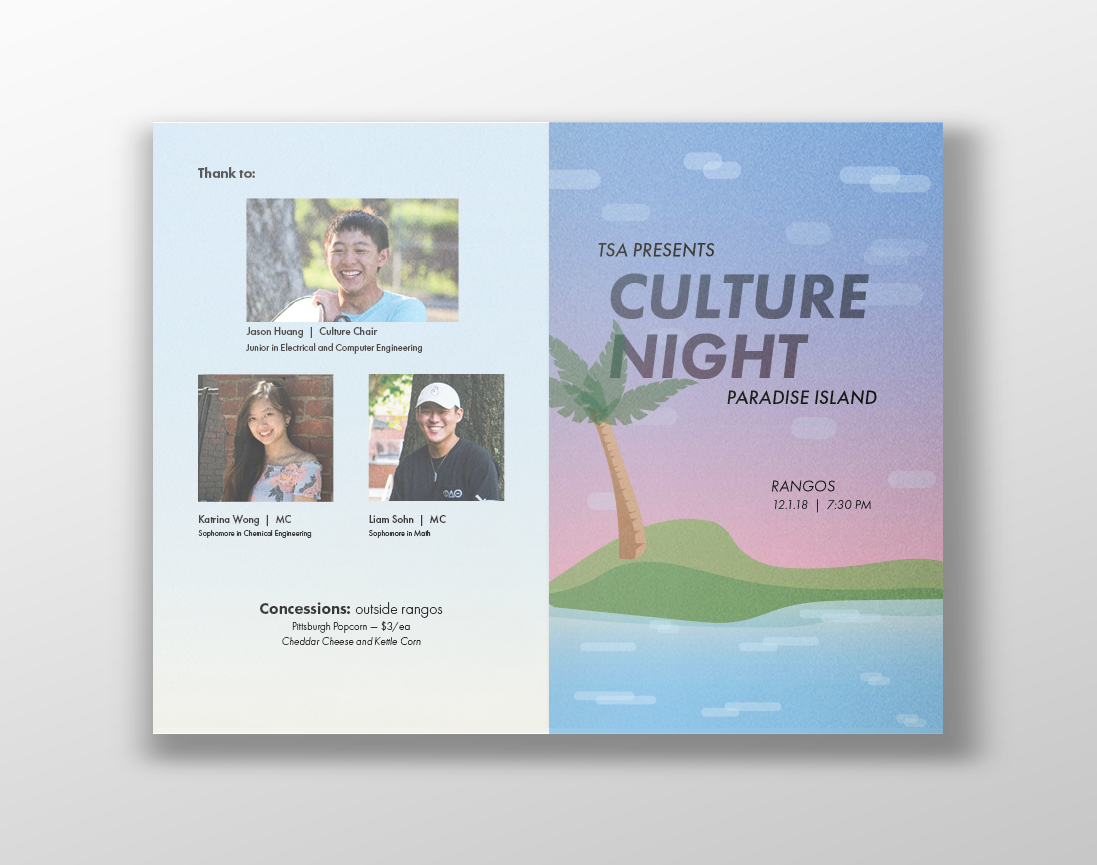 Thank to:
Jason Huang | Culture Chair
Junior in Electrical and Computer Engineering
Katrina Wong | MC
Sophomore in Chemical Engineering
Liam Sohn | MC
Sophomore in Math
Concessions: outside rangos
Pittsburgh Popcorn — $3/ea
Cheddar Cheese and Kettle Corn
TSA PRESENTS
CULTURE
NIGHT
PARADISE ISLAND
RANGOS
12.1.18 | 7:30 PM